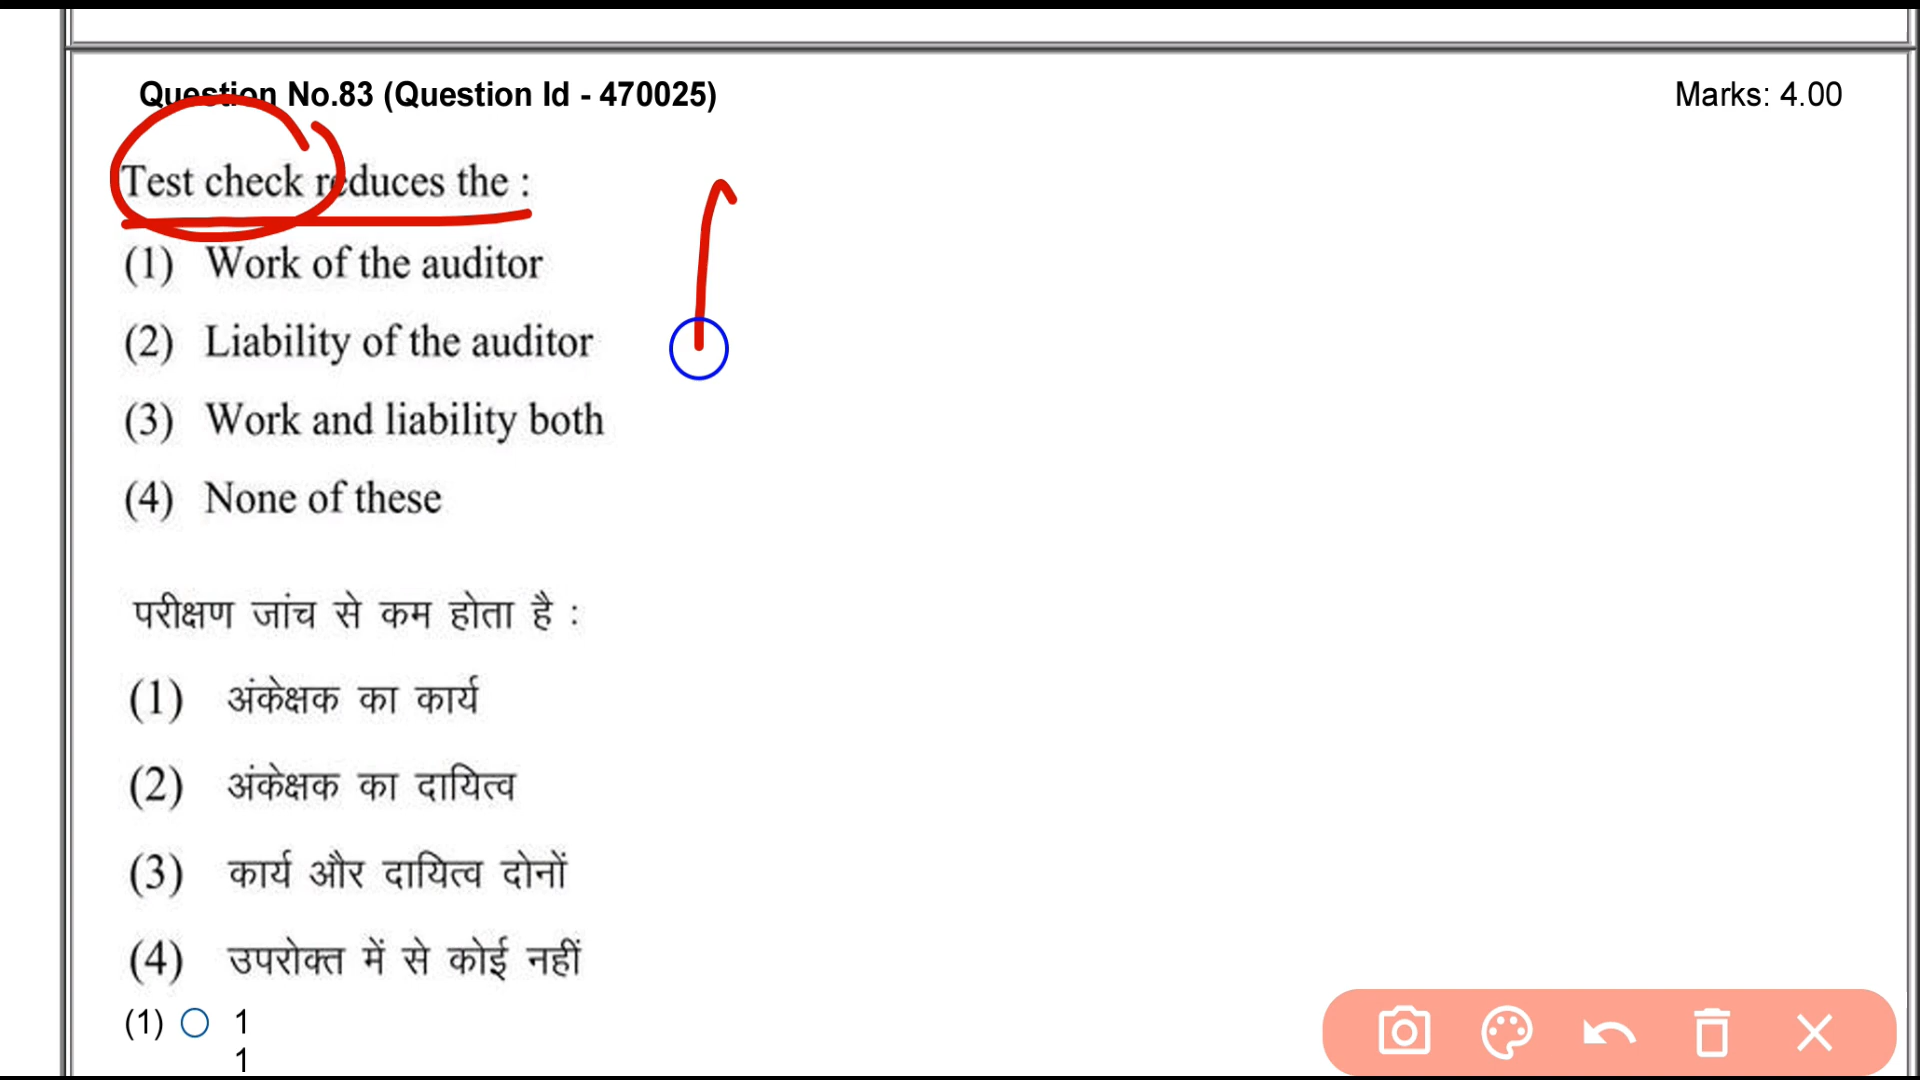 Question No.83 (Question Id - 470025)
Marks: 4.00
Test check reduces the :
(1) Work of the auditor
(2) Liability of the auditor
(3) Work and liability both
(4) None of these
परीक्षण जांच से कम होता है :
(1) अंकेक्षक का कार्य
(2) अंकेक्षक का दायित्व
(3) कार्य और दायित्व दोनों
(4) उपरोक्त में से कोई नहीं
(1) 1
1